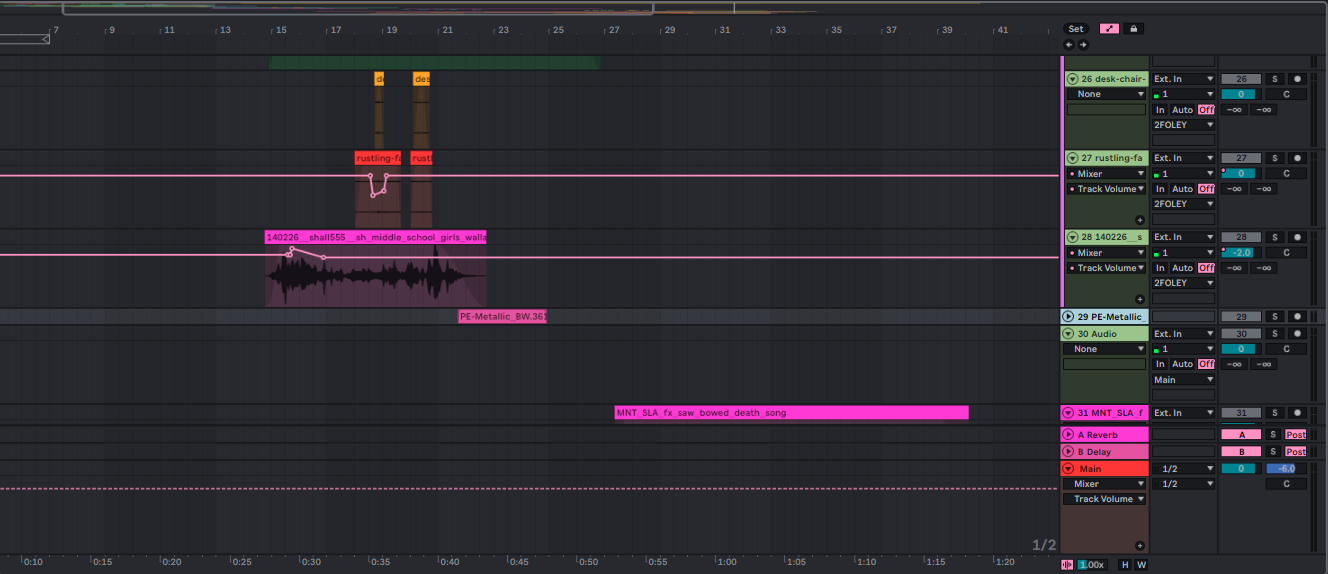 7 9 11 13 15 17 19 21 23 25 27 29 31 33 35 37 39 41 Set
26 desk-chair- Ext. In 26 S
None 1 0 C
In Auto Off -∞ -∞
2FOLEY
de des
rustling-fa rustl 27 rustling-fa Ext. In 27 S
Mixer 1 0 C
Track Volume In Auto Off -∞ -∞
2FOLEY
140226__shall555__sh_middle_school_girls_walla 28 140226__s Ext. In 28 S
Mixer 1 -2.0 C
Track Volume In Auto Off -∞ -∞
2FOLEY
PE-Metallic_BW.361 29 PE-Metallic_ 29 S
30 Audio Ext. In 30 S
None 1 0 C
In Auto Off -∞ -∞
Main
MNT_SLA_fx_saw_bowed_death_song 31 MNT_SLA_f Ext. In 31 S
A Reverb A S Post
B Delay B S Post
Main 1/2 0 -6.0
Mixer 1/2 C
Track Volume
1/2
0:10 0:15 0:20 0:25 0:30 0:35 0:40 0:45 0:50 0:55 1:00 1:05 1:10 1:15 1:20 1.00x H W